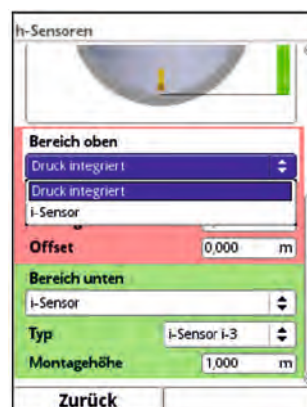 h-Sensoren
Bereich oben
Druck integriert
Druck integriert
i-Sensor
Offset 0,000 m
Bereich unten
i-Sensor
Typ i-Sensor i-3
Montagehöhe 1,000 m
Zurück